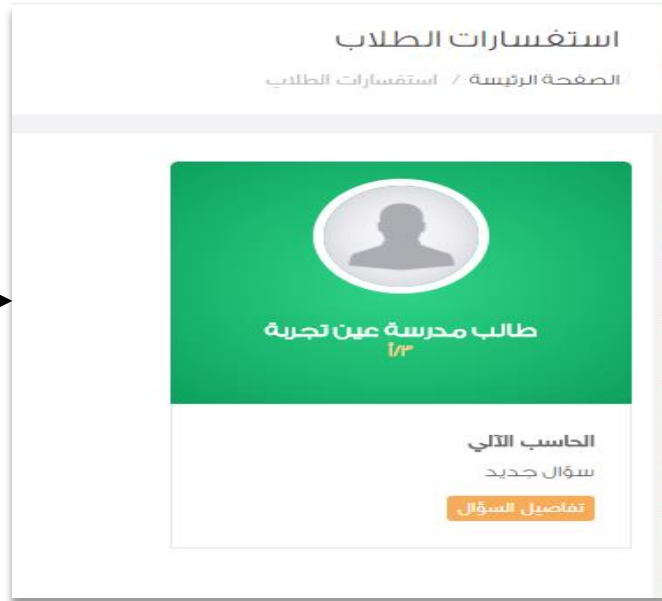 استفسارات الطلاب
الصفحة الرئيسة / استفسارات الطلاب
طالب مدرسة عين تجربة
٣/أ
الحاسب الآلي
سؤال جديد
تفاصيل السؤال